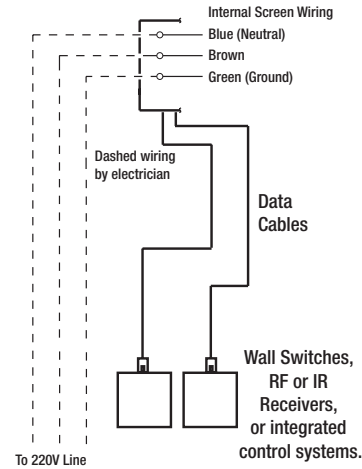 Internal Screen Wiring
Blue (Neutral)
Brown
Green (Ground)
Dashed wiring
by electrician
Data
Cables
Wall Switches,
RF or IR
Receivers,
or integrated
control systems.
To 220V Line